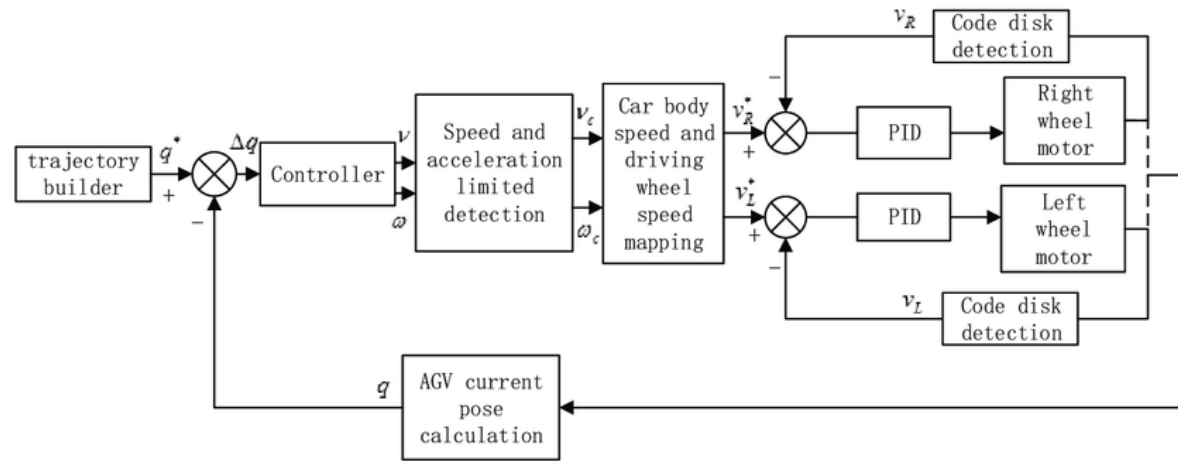 trajectory
builder
q*
+
−
Δq
Controller
v
ω
Speed and
acceleration
limited
detection
v_c
ω_c
Car body
speed and
driving
wheel
speed
mapping
v_R^*
+
−
v_R
Code disk
detection
PID
Right
wheel
motor
v_L^*
+
−
PID
Left
wheel
motor
v_L
Code disk
detection
q
AGV current
pose
calculation